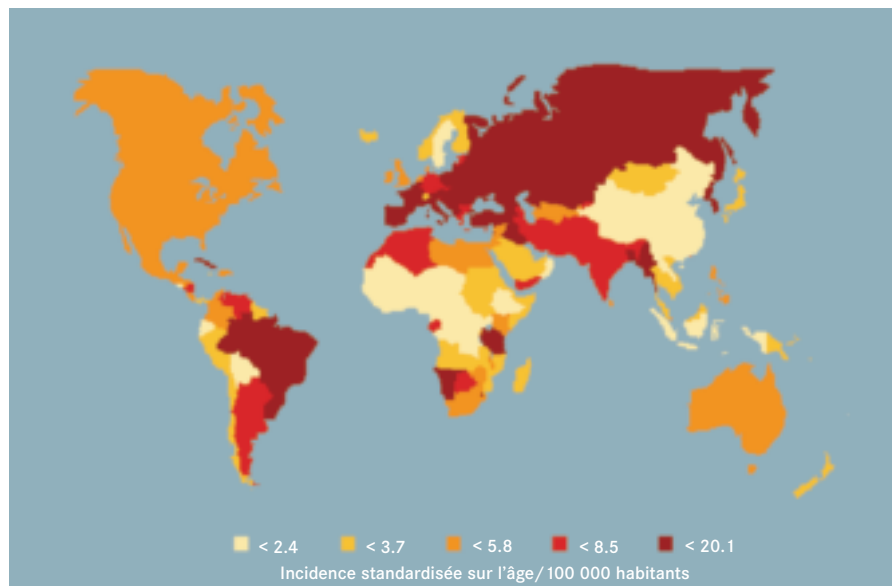 < 2.4 < 3.7 < 5.8 < 8.5 < 20.1
Incidence standardisée sur l'âge/100 000 habitants